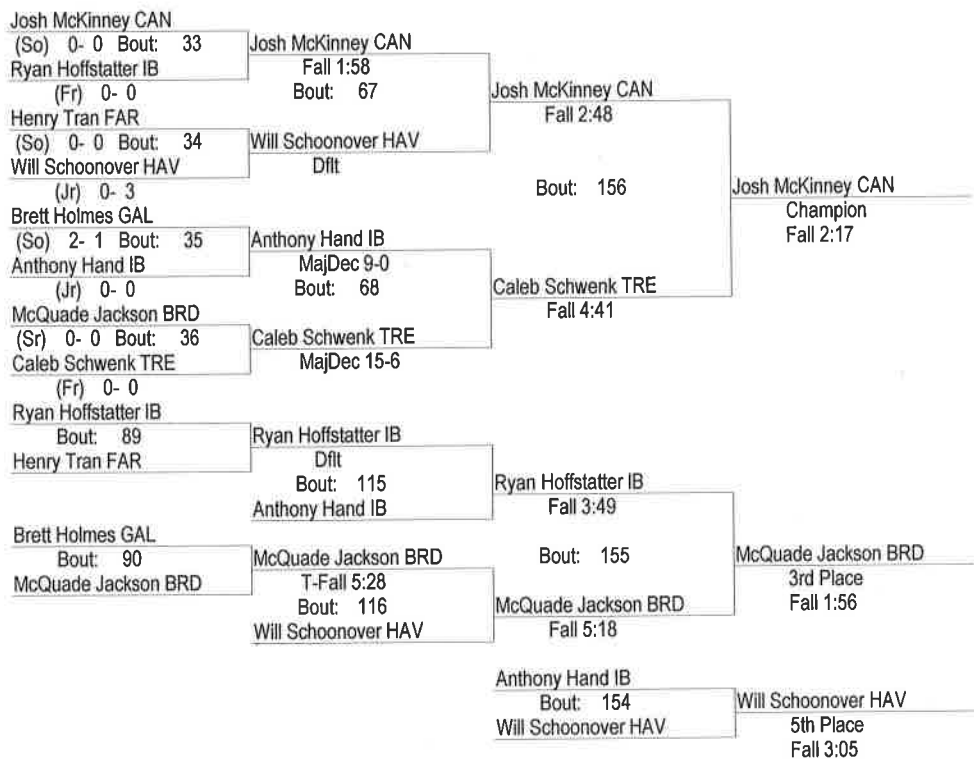 Josh McKinney CAN
(So) 0- 0 Bout: 33
Ryan Hoffstatter IB
(Fr) 0- 0
Henry Tran FAR
(So) 0- 0 Bout: 34
Will Schoonover HAV
(Jr) 0- 3
Brett Holmes GAL
(So) 2- 1 Bout: 35
Anthony Hand IB
(Jr) 0- 0
McQuade Jackson BRD
(Sr) 0- 0 Bout: 36
Caleb Schwenk TRE
(Fr) 0- 0
Ryan Hoffstatter IB
Bout: 89
Henry Tran FAR
Brett Holmes GAL
Bout: 90
McQuade Jackson BRD
Josh McKinney CAN
Fall 1:58
Bout: 67
Will Schoonover HAV
Dflt
Anthony Hand IB
MajDec 9-0
Bout: 68
Caleb Schwenk TRE
MajDec 15-6
Ryan Hoffstatter IB
Dflt
Bout: 115
Anthony Hand IB
McQuade Jackson BRD
T-Fall 5:28
Bout: 116
Will Schoonover HAV
Josh McKinney CAN
Fall 2:48
Bout: 156
Caleb Schwenk TRE
Fall 4:41
Ryan Hoffstatter IB
Fall 3:49
Bout: 155
McQuade Jackson BRD
Fall 5:18
Anthony Hand IB
Bout: 154
Will Schoonover HAV
Josh McKinney CAN
Champion
Fall 2:17
McQuade Jackson BRD
3rd Place
Fall 1:56
Will Schoonover HAV
5th Place
Fall 3:05